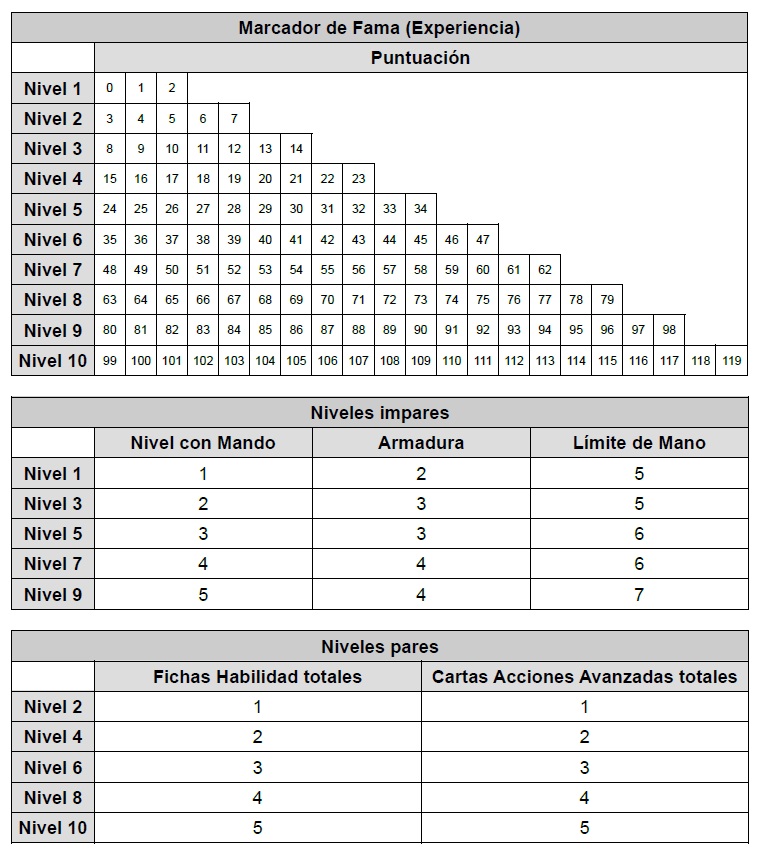 Marcador de Fama (Experiencia)
Puntuación
Nivel 1 0 1 2
Nivel 2 3 4 5 6 7
Nivel 3 8 9 10 11 12 13 14
Nivel 4 15 16 17 18 19 20 21 22 23
Nivel 5 24 25 26 27 28 29 30 31 32 33 34
Nivel 6 35 36 37 38 39 40 41 42 43 44 45 46 47
Nivel 7 48 49 50 51 52 53 54 55 56 57 58 59 60 61 62
Nivel 8 63 64 65 66 67 68 69 70 71 72 73 74 75 76 77 78 79
Nivel 9 80 81 82 83 84 85 86 87 88 89 90 91 92 93 94 95 96 97 98
Nivel 10 99 100 101 102 103 104 105 106 107 108 109 110 111 112 113 114 115 116 117 118 119
Niveles impares
Nivel con Mando Armadura Límite de Mano
Nivel 1 1 2 5
Nivel 3 2 3 5
Nivel 5 3 3 6
Nivel 7 4 4 6
Nivel 9 5 4 7
Niveles pares
Fichas Habilidad totales Cartas Acciones Avanzadas totales
Nivel 2 1 1
Nivel 4 2 2
Nivel 6 3 3
Nivel 8 4 4
Nivel 10 5 5